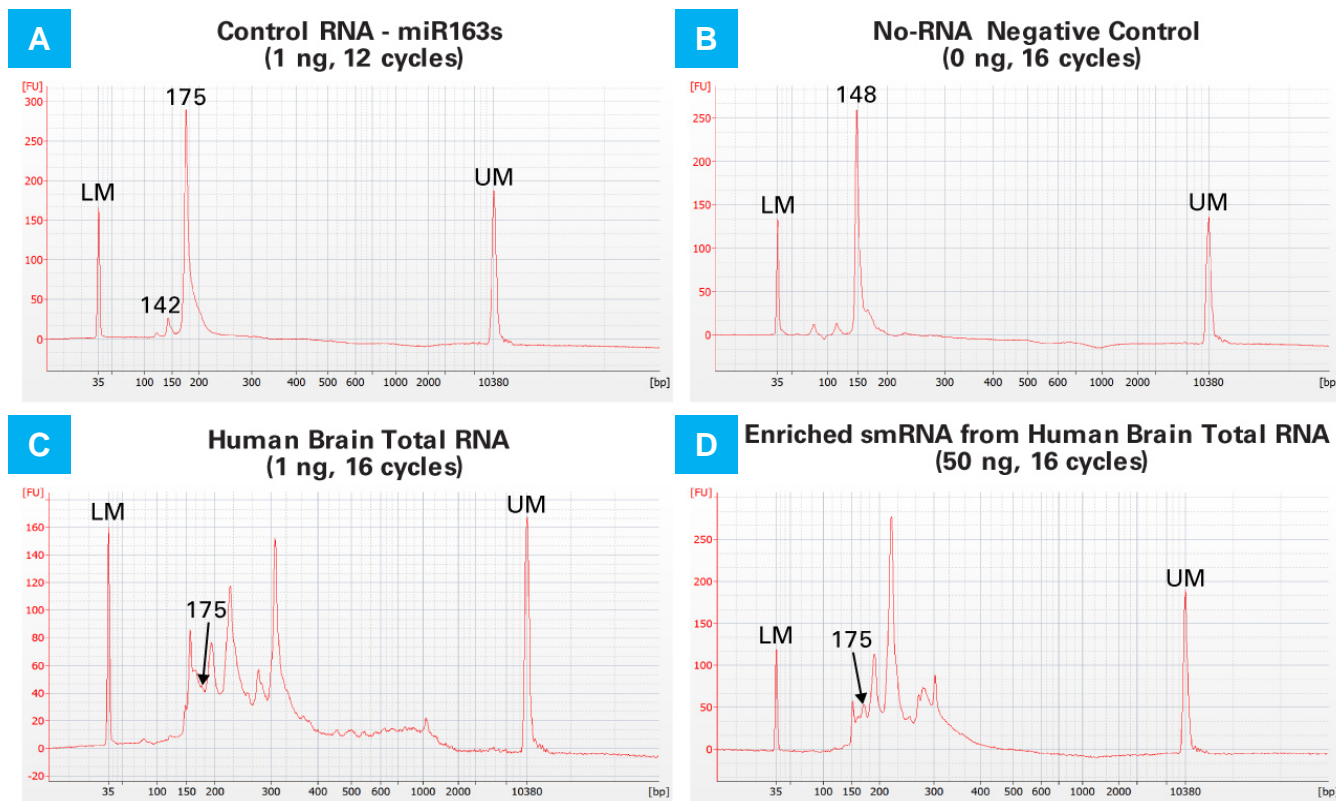 A
Control RNA - miR163s
(1 ng, 12 cycles)
[FU]
300
250
200
150
100
50
0
LM
142
175
UM
35 100 150 200 300 400 500 600 1000 2000 10380 [bp]
B
No-RNA Negative Control
(0 ng, 16 cycles)
[FU]
250
200
150
100
50
0
LM
148
UM
35 100 150 200 300 400 500 600 1000 2000 10380 [bp]
C
Human Brain Total RNA
(1 ng, 16 cycles)
[FU]
160
140
120
100
80
60
40
20
0
-20
LM
175
UM
35 100 150 200 300 400 500 600 1000 2000 10380 [bp]
D
Enriched smRNA from Human Brain Total RNA
(50 ng, 16 cycles)
[FU]
250
200
150
100
50
0
LM
175
UM
35 100 150 200 300 400 500 600 1000 2000 10380 [bp]